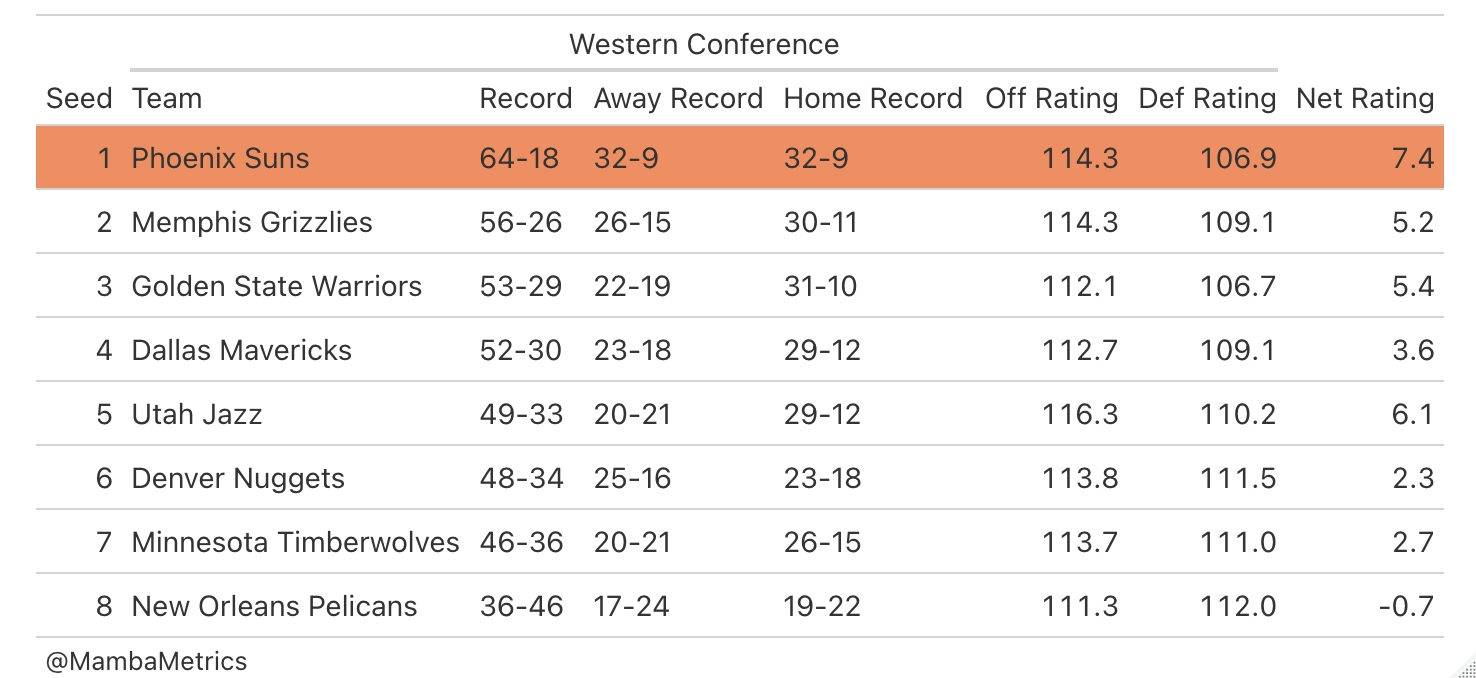 Western Conference
Seed Team Record Away Record Home Record Off Rating Def Rating Net Rating
1 Phoenix Suns 64-18 32-9 32-9 114.3 106.9 7.4
2 Memphis Grizzlies 56-26 26-15 30-11 114.3 109.1 5.2
3 Golden State Warriors 53-29 22-19 31-10 112.1 106.7 5.4
4 Dallas Mavericks 52-30 23-18 29-12 112.7 109.1 3.6
5 Utah Jazz 49-33 20-21 29-12 116.3 110.2 6.1
6 Denver Nuggets 48-34 25-16 23-18 113.8 111.5 2.3
7 Minnesota Timberwolves 46-36 20-21 26-15 113.7 111.0 2.7
8 New Orleans Pelicans 36-46 17-24 19-22 111.3 112.0 -0.7
@MambaMetrics